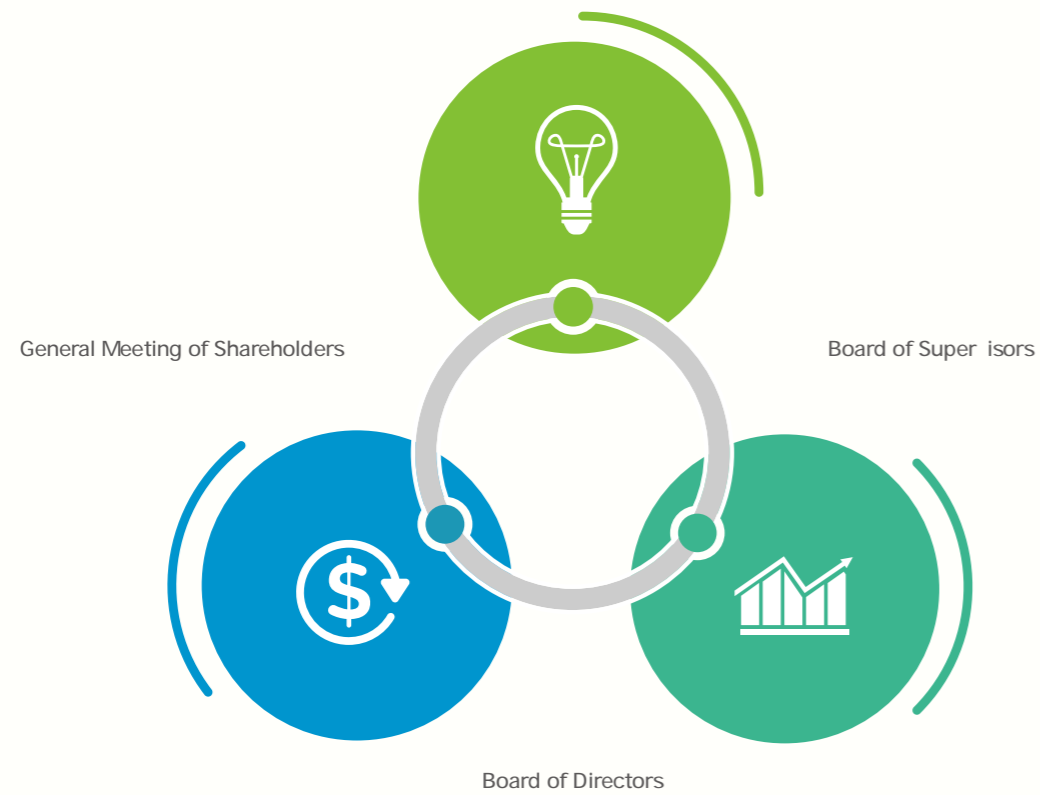 General Meeting of Shareholders
Board of Super isors
Board of Directors